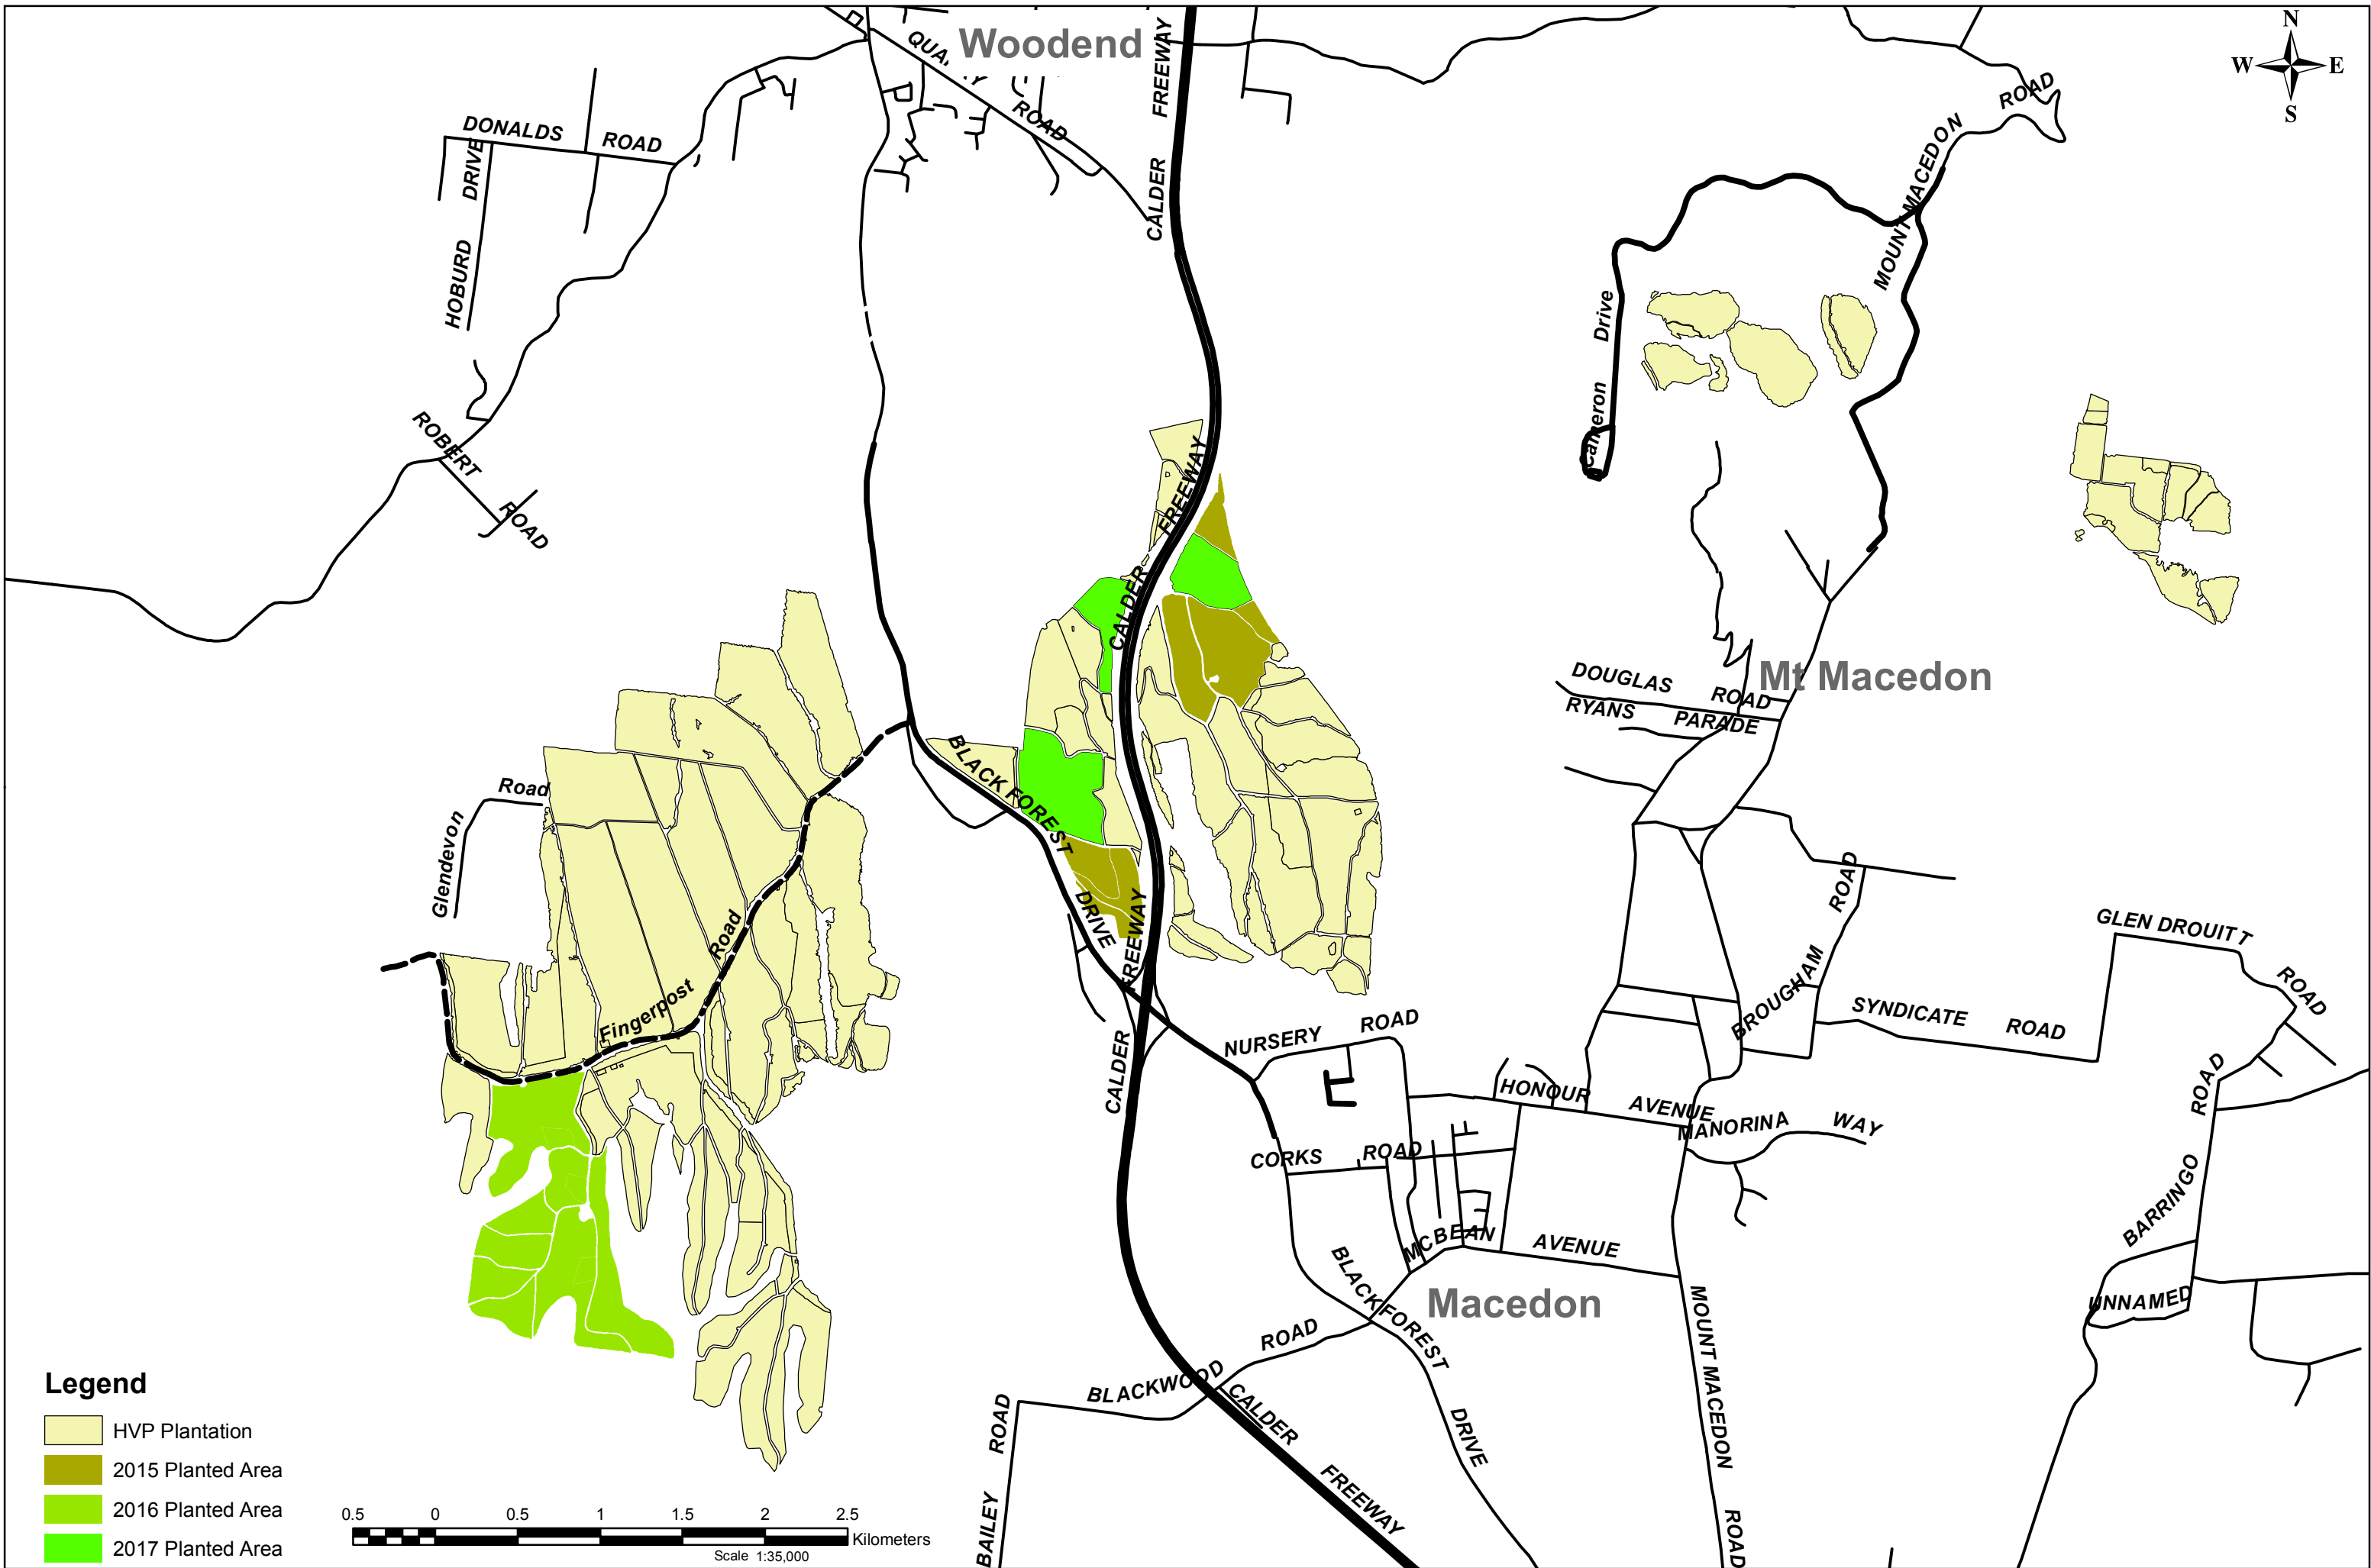 Woodend
N
W E
S
QUA
ROAD
FREEWAY
CALDER
DONALDS ROAD
HOBURD DRIVE
ROBERT ROAD
MOUNT MACEDON ROAD
Cameron Drive
CALDER FREEWAY
Mt Macedon
DOUGLAS ROAD
RYANS PARADE
BLACK FOREST DRIVE
Glendevon Road
Fingerpost Road
CALDER FREEWAY
BROUGHAM ROAD
GLEN DROUITT ROAD
SYNDICATE ROAD
NURSERY ROAD
HONOUR AVENUE
MANORINA WAY
CORKS ROAD
BARRINGO ROAD
MCBEAN AVENUE
UNNAMED
Macedon
BLACK FOREST DRIVE
MOUNT MACEDON ROAD
BLACKWOOD ROAD
CALDER FREEWAY
BAILEY ROAD
Legend
HVP Plantation
2015 Planted Area
2016 Planted Area
2017 Planted Area
0.5 0 0.5 1 1.5 2 2.5
Kilometers
Scale 1:35,000